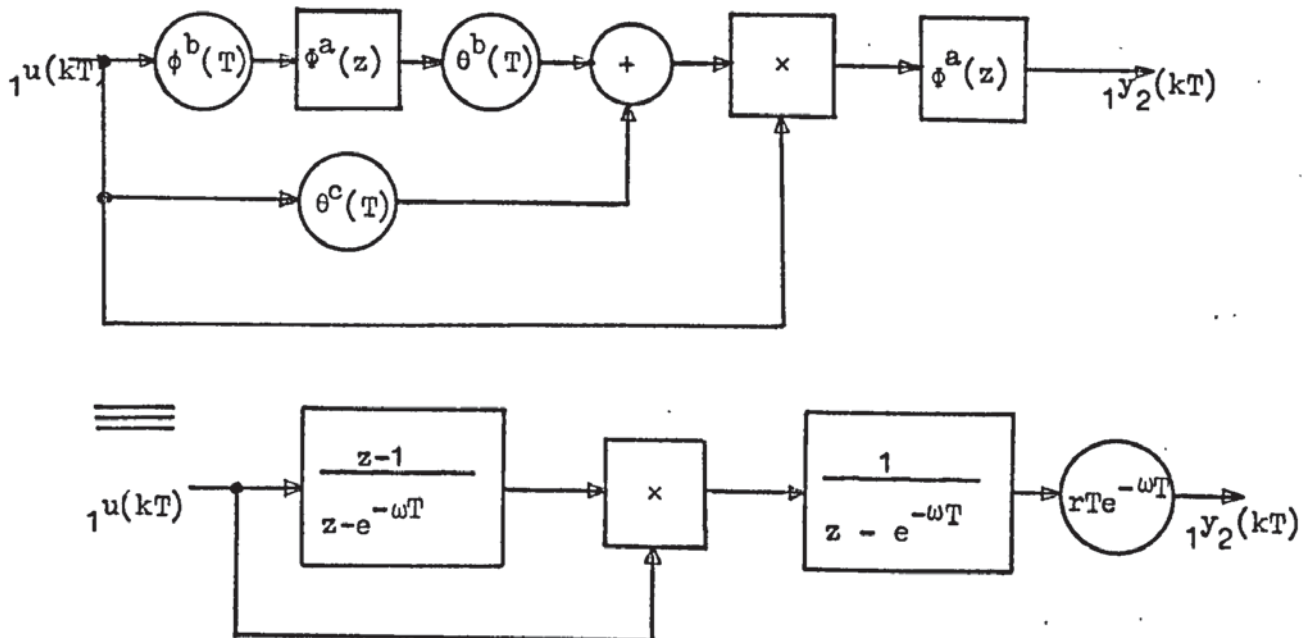 ₁u(kT)
ϕᵇ(T)
Φᵃ(z)
θᵇ(T)
+
×
Φᵃ(z)
₁y₂(kT)
θᶜ(T)
₁u(kT)
z-1
z-e^-ωT
×
1
z - e^-ωT
rTe^-ωT
₁y₂(kT)